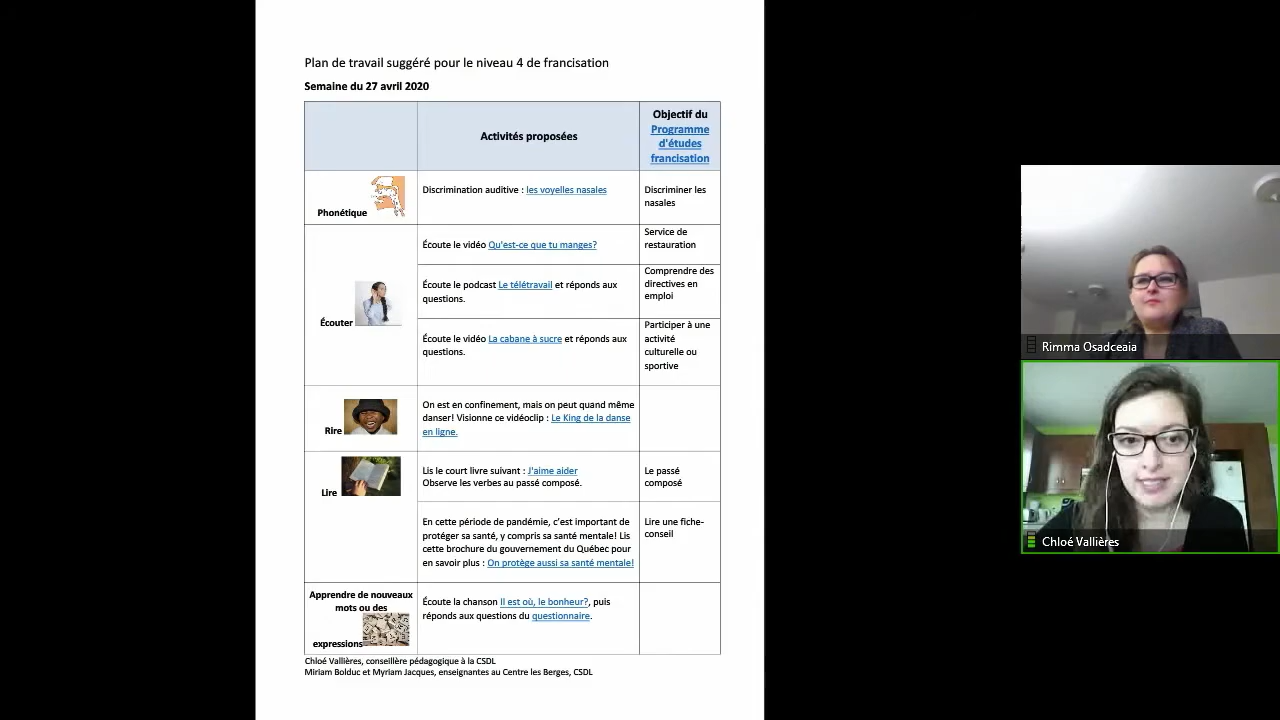 Plan de travail suggéré pour le niveau 4 de francisation
Semaine du 27 avril 2020
Activités proposées
Objectif du
Programme
d'études
francisation
Phonétique
Discrimination auditive : les voyelles nasales
Discriminer les
nasales
Écouter
Écoute le vidéo Qu'est-ce que tu manges?
Service de
restauration
Écoute le podcast Le télétravail et réponds aux
questions.
Comprendre des
directives en
emploi
Écoute le vidéo La cabane à sucre et réponds aux
questions.
Participer à une
activité
culturelle ou
sportive
Rire
On est en confinement, mais on peut quand même
danser! Visionne ce vidéoclip : Le King de la danse
en ligne.
Lire
Lis le court livre suivant : J'aime aider
Observe les verbes au passé composé.
Le passé
composé
En cette période de pandémie, c'est important de
protéger sa santé, y compris sa santé mentale! Lis
cette brochure du gouvernement du Québec pour
en savoir plus : On protège aussi sa santé mentale!
Lire une fiche-
conseil
Apprendre de nouveaux
mots ou des
expressions
Écoute la chanson Il est où, le bonheur?, puis
réponds aux questions du questionnaire.
Chloé Vallières, conseillère pédagogique à la CSDL
Miriam Bolduc et Myriam Jacques, enseignantes au Centre les Berges, CSDL
Rimma Osadceaia
Chloé Vallières